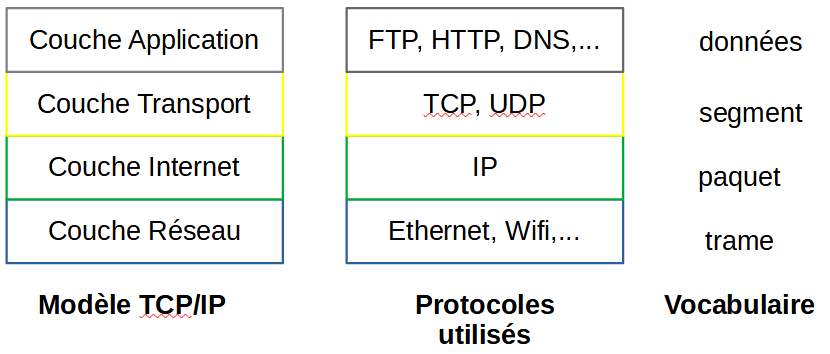 Couche Application FTP, HTTP, DNS,... données
Couche Transport TCP, UDP segment
Couche Internet IP paquet
Couche Réseau Ethernet, Wifi,... trame
Modèle TCP/IP Protocoles Vocabulaire
utilisés